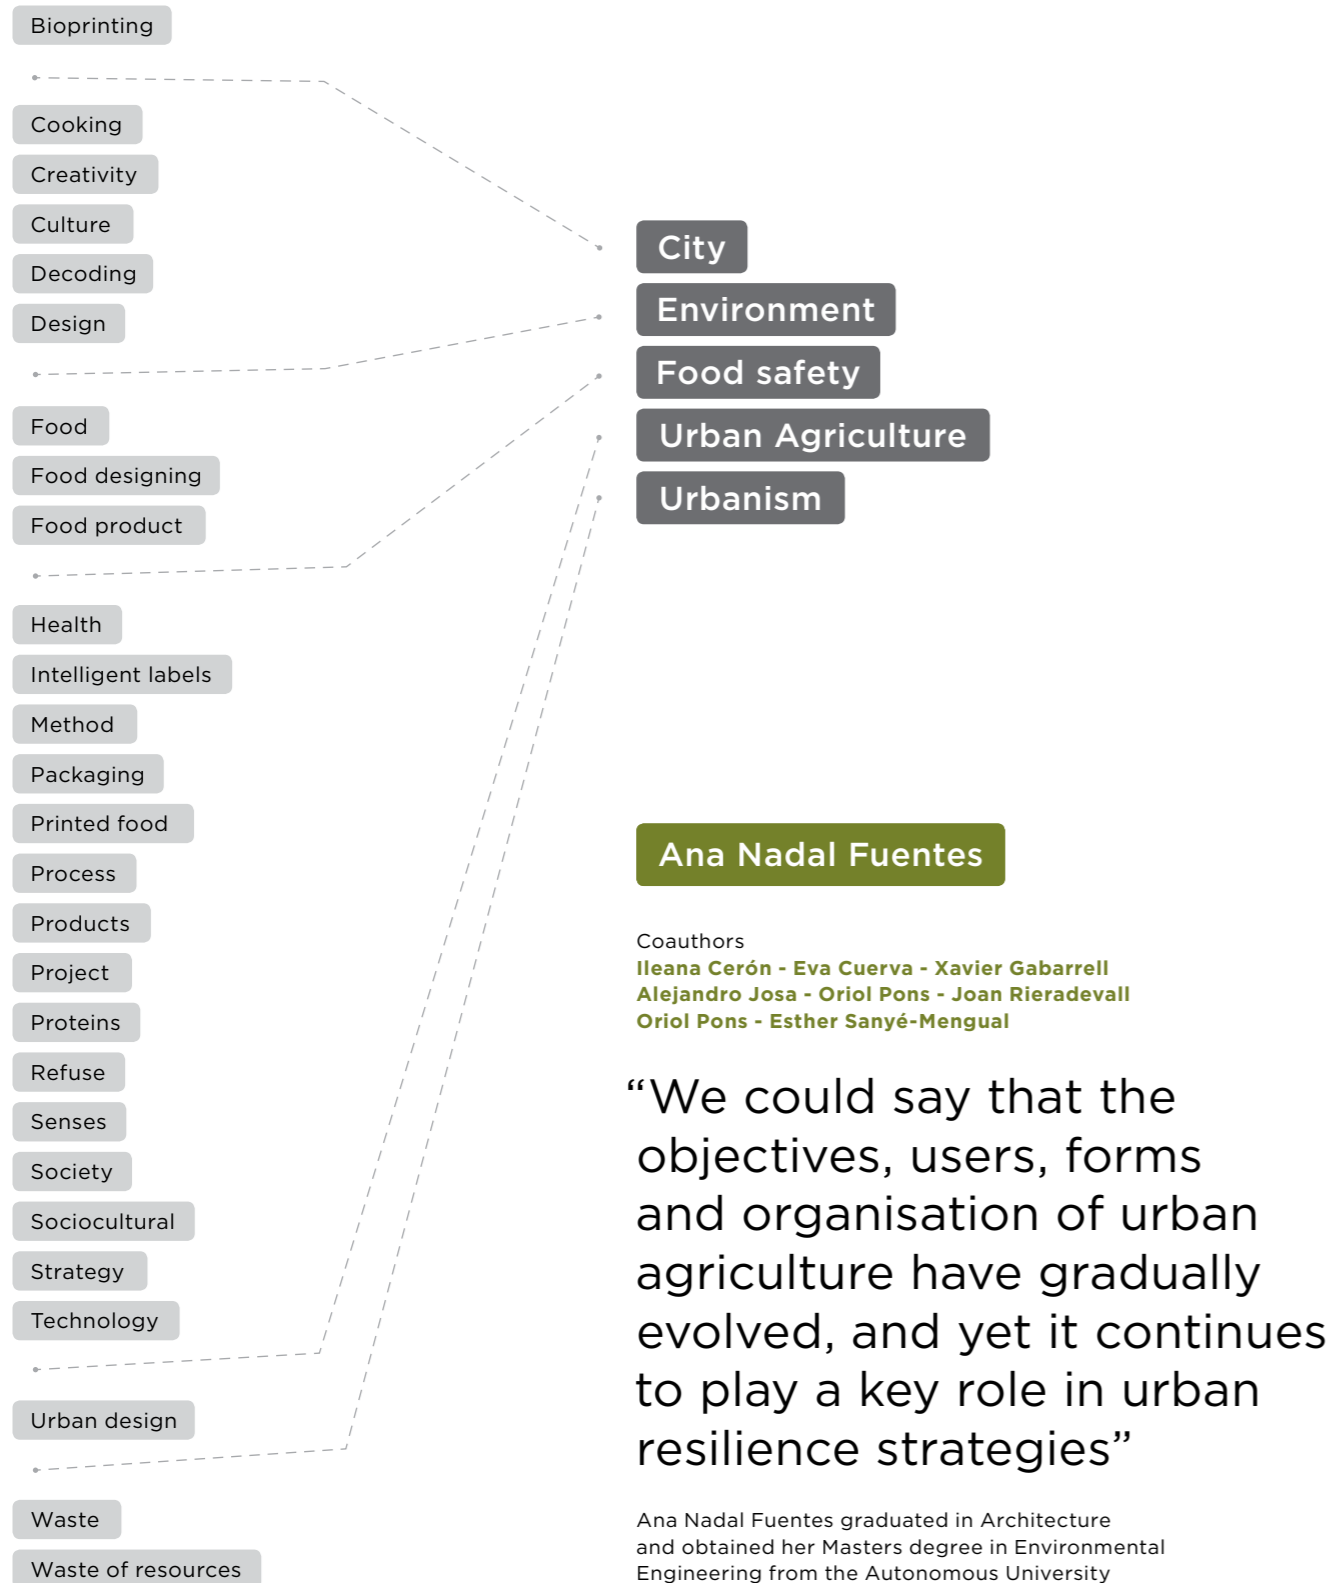 Bioprinting
Cooking
Creativity
Culture
Decoding
Design
Food
Food designing
Food product
Health
Intelligent labels
Method
Packaging
Printed food
Process
Products
Project
Proteins
Refuse
Senses
Society
Sociocultural
Strategy
Technology
Urban design
Waste
Waste of resources
City
Environment
Food safety
Urban Agriculture
Urbanism
Ana Nadal Fuentes
Coauthors
Ileana Cerón - Eva Cuerva - Xavier Gabarrell
Alejandro Josa - Oriol Pons - Joan Rieradevall
Oriol Pons - Esther Sanyé-Mengual
“We could say that the
objectives, users, forms
and organisation of urban
agriculture have gradually
evolved, and yet it continues
to play a key role in urban
resilience strategies”
Ana Nadal Fuentes graduated in Architecture
and obtained her Masters degree in Environmental
Engineering from the Autonomous University